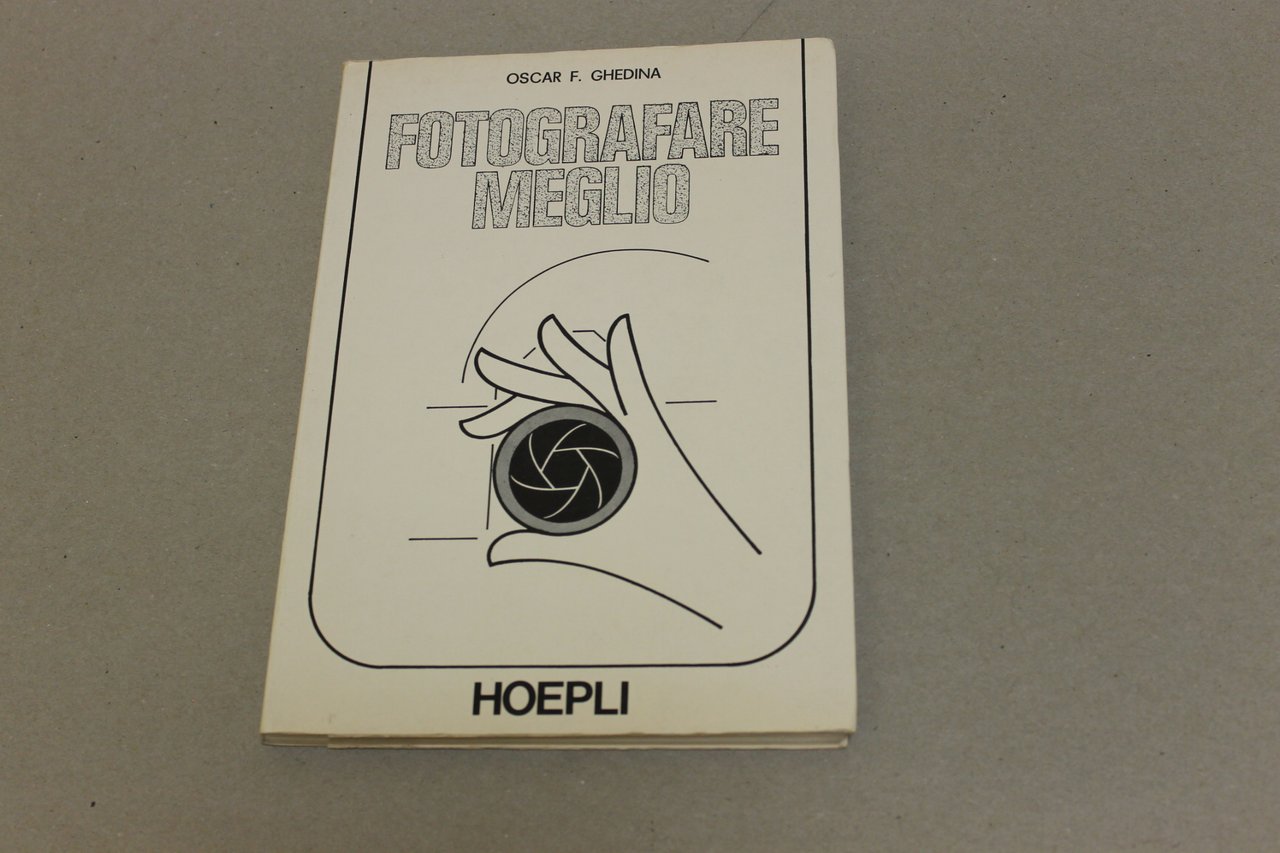 OSCAR F. GHEDINA
FOTOGRAFARE
MEGLIO
HOEPLI